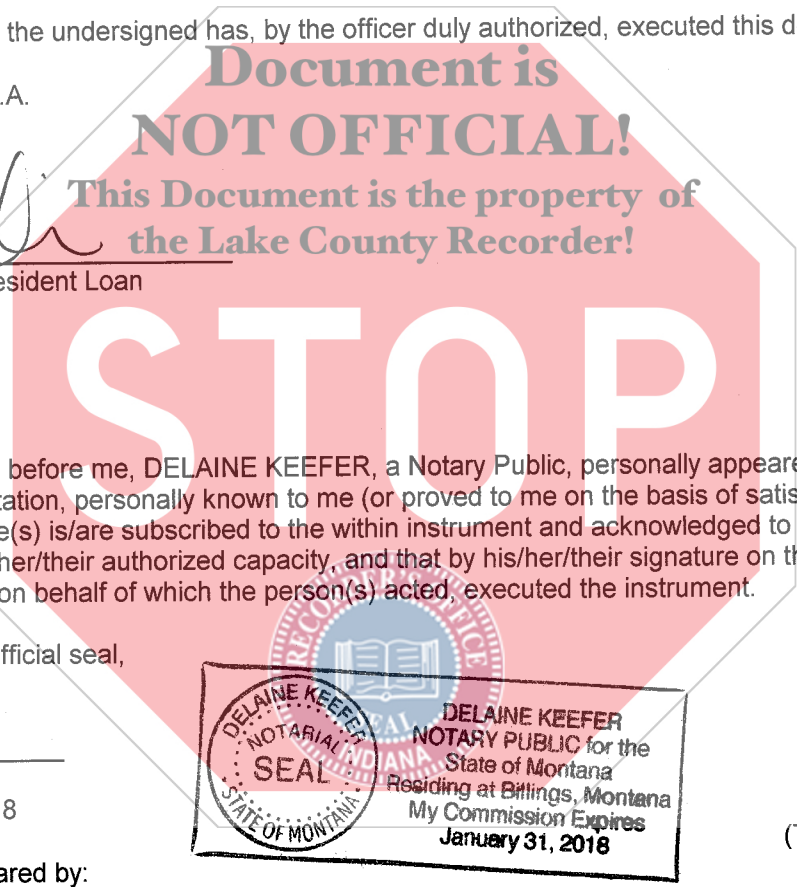 the undersigned has, by the officer duly authorized, executed this d
Document is
.A.
NOT OFFICIAL!
This Document is the property of
the Lake County Recorder!
esident Loan
STOP
before me, DELAINE KEEFER, a Notary Public, personally appeare
tation, personally known to me (or proved to me on the basis of satis
e(s) is/are subscribed to the within instrument and acknowledged to
her/their authorized capacity, and that by his/her/their signature on th
on behalf of which the person(s) acted, executed the instrument.
RECORDER'S OFFICE
SEAL
INDIANA
fficial seal,
DELAINE KEEFER
NOTARIAL
SEAL
STATE OF MONTANA
DELAINE KEEFER
NOTARY PUBLIC for the
State of Montana
Residing at Billings, Montana
My Commission Expires
January 31, 2018
8
(T
ared by: